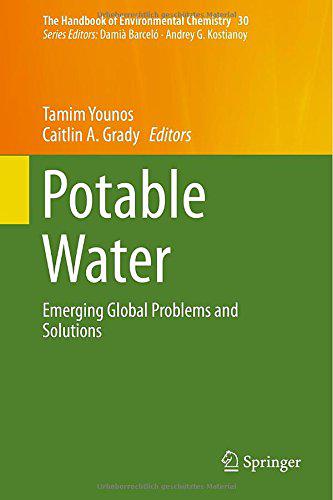 Urheberrechtlich geschütztes Material
The Handbook of Environmental Chemistry 30
Series Editors: Damià Barceló · Andrey G. Kostianoy
Tamim Younos
Caitlin A. Grady Editors
Potable
Water
Emerging Global Problems and
Solutions
Springer
Urheberrechtlich geschütztes Material